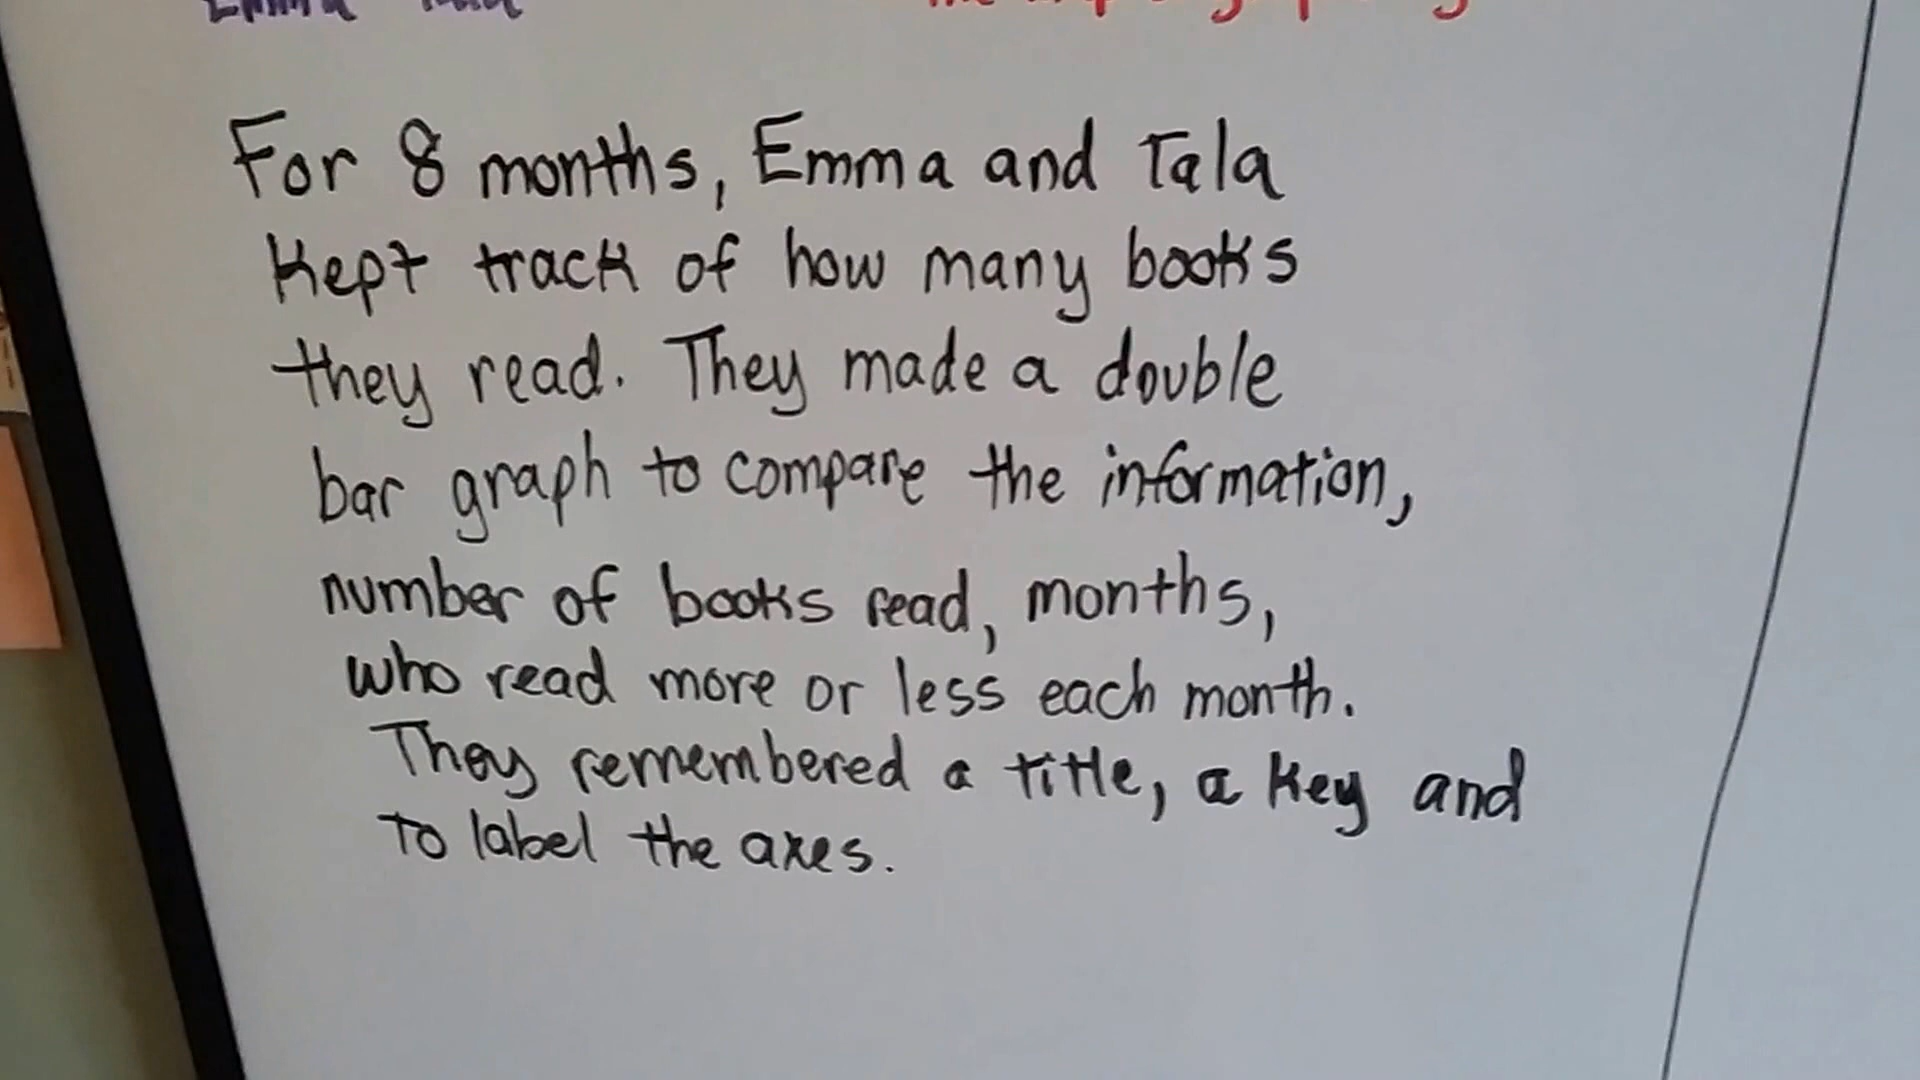 Emma Tala
For 8 months, Emma and Tala
Kept track of how many books
they read. They made a double
bar graph to compare the information,
number of books read, months,
who read more or less each month.
They remembered a title, a key and
to label the axes.